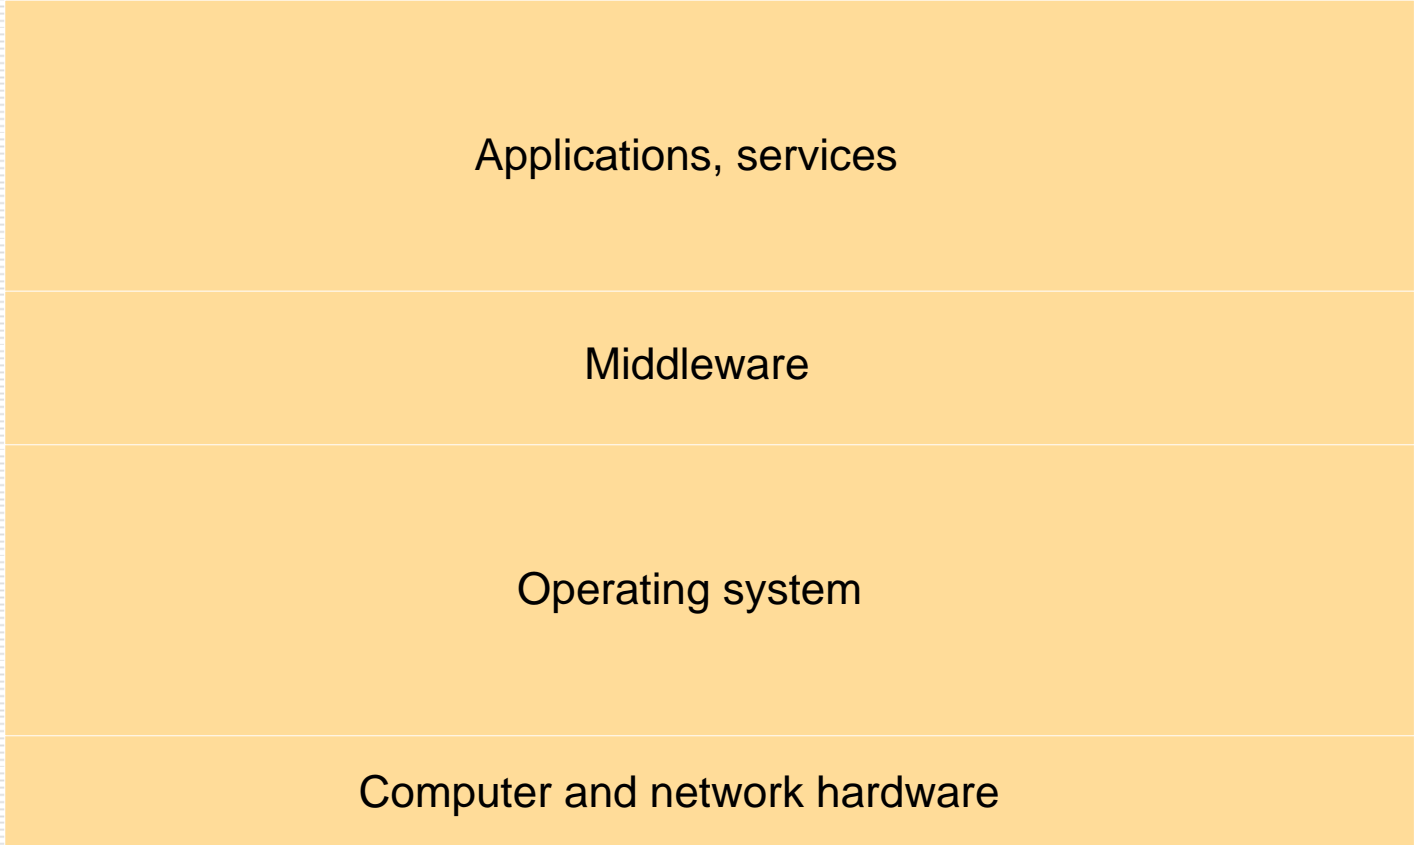 Applications, services
Middleware
Operating system
Computer and network hardware